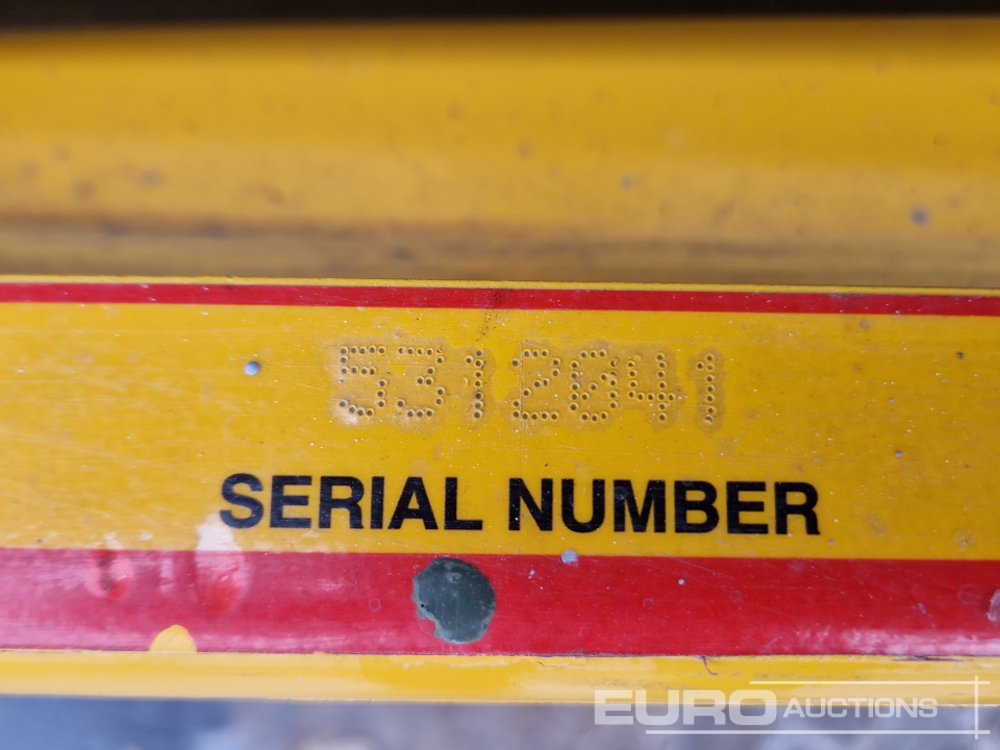 5312041
SERIAL NUMBER
EURO AUCTIONS